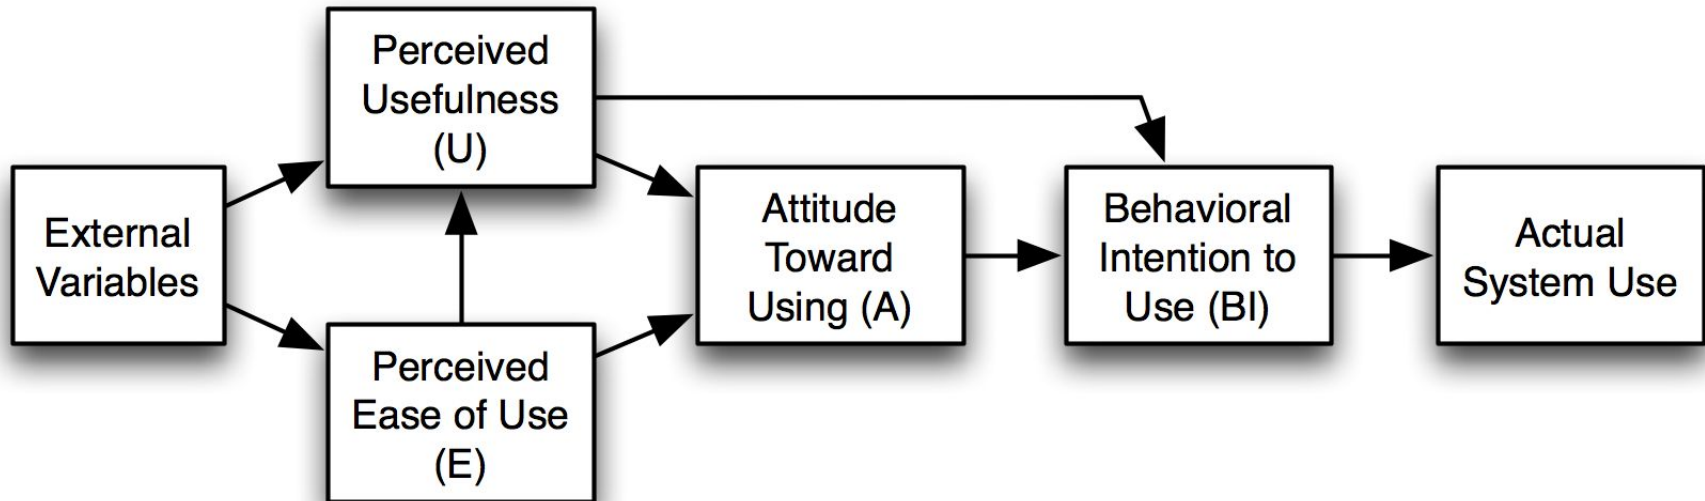 Perceived
Usefulness
(U)
External
Variables
Perceived
Ease of Use
(E)
Attitude
Toward
Using (A)
Behavioral
Intention to
Use (BI)
Actual
System Use